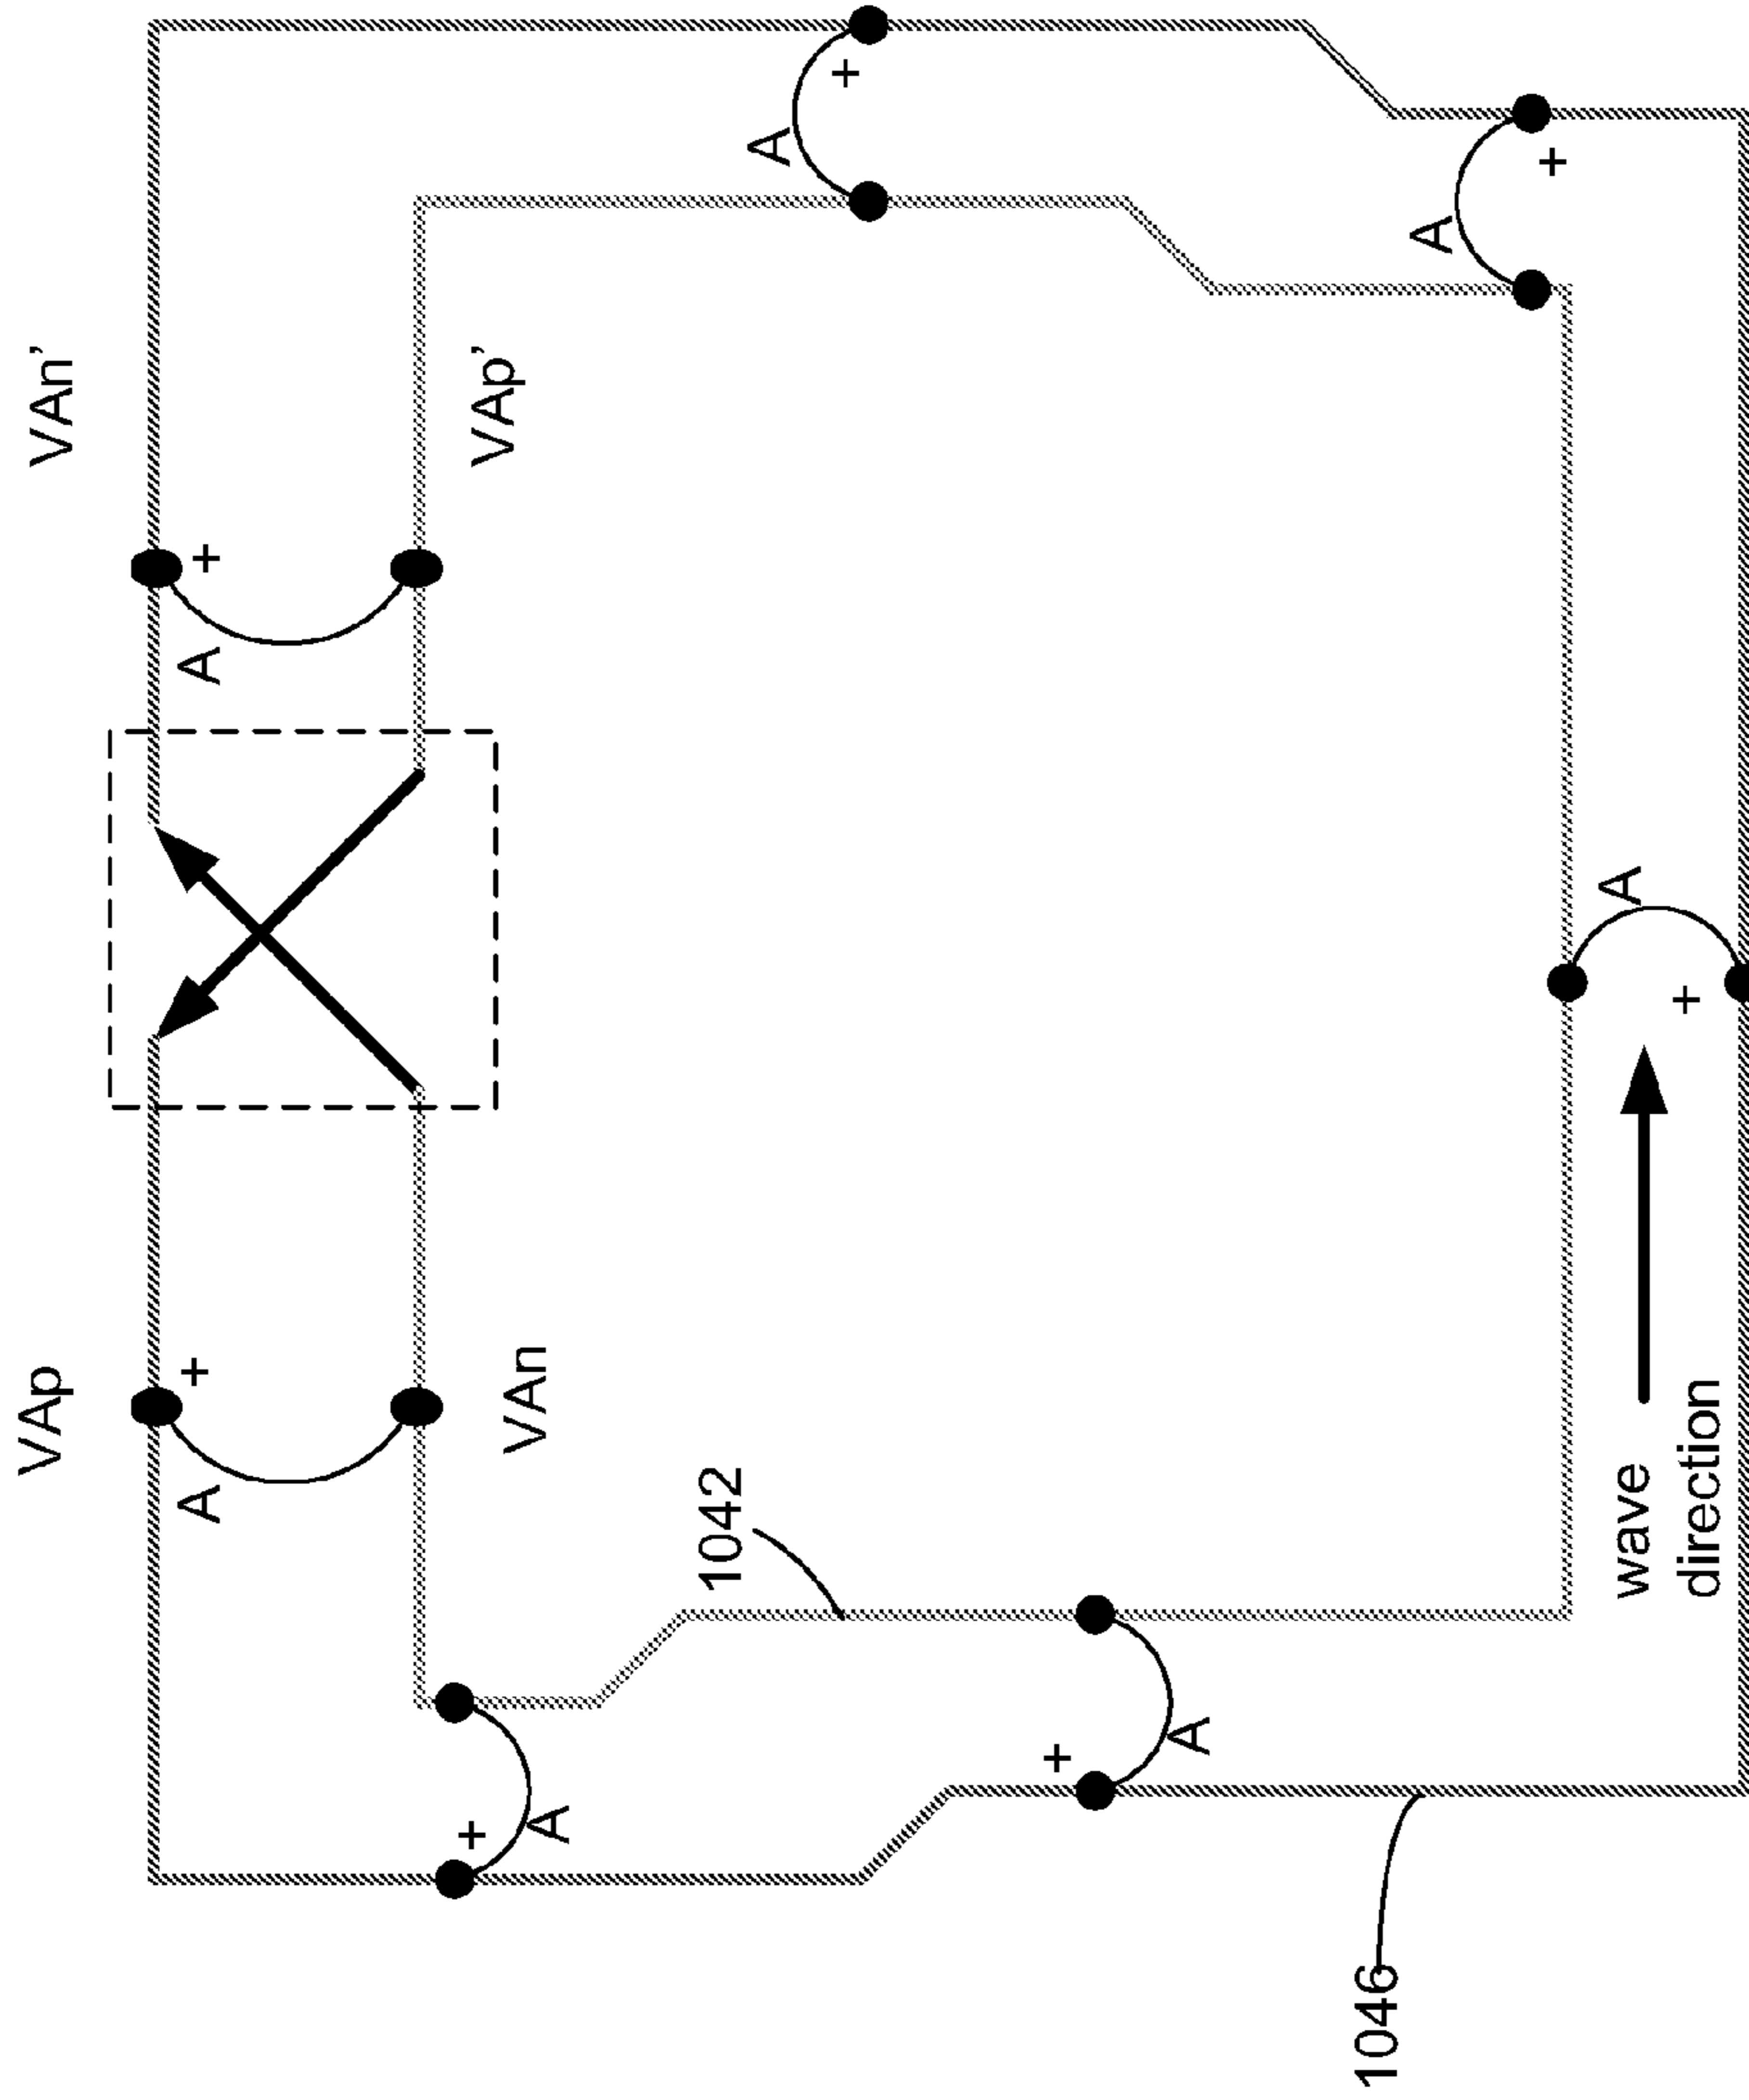 VAp
VAn'
A
+
A
+
VAn
VAp'
+
A
1042
A
+
+
A
1046
A
+
wave
direction
A
+